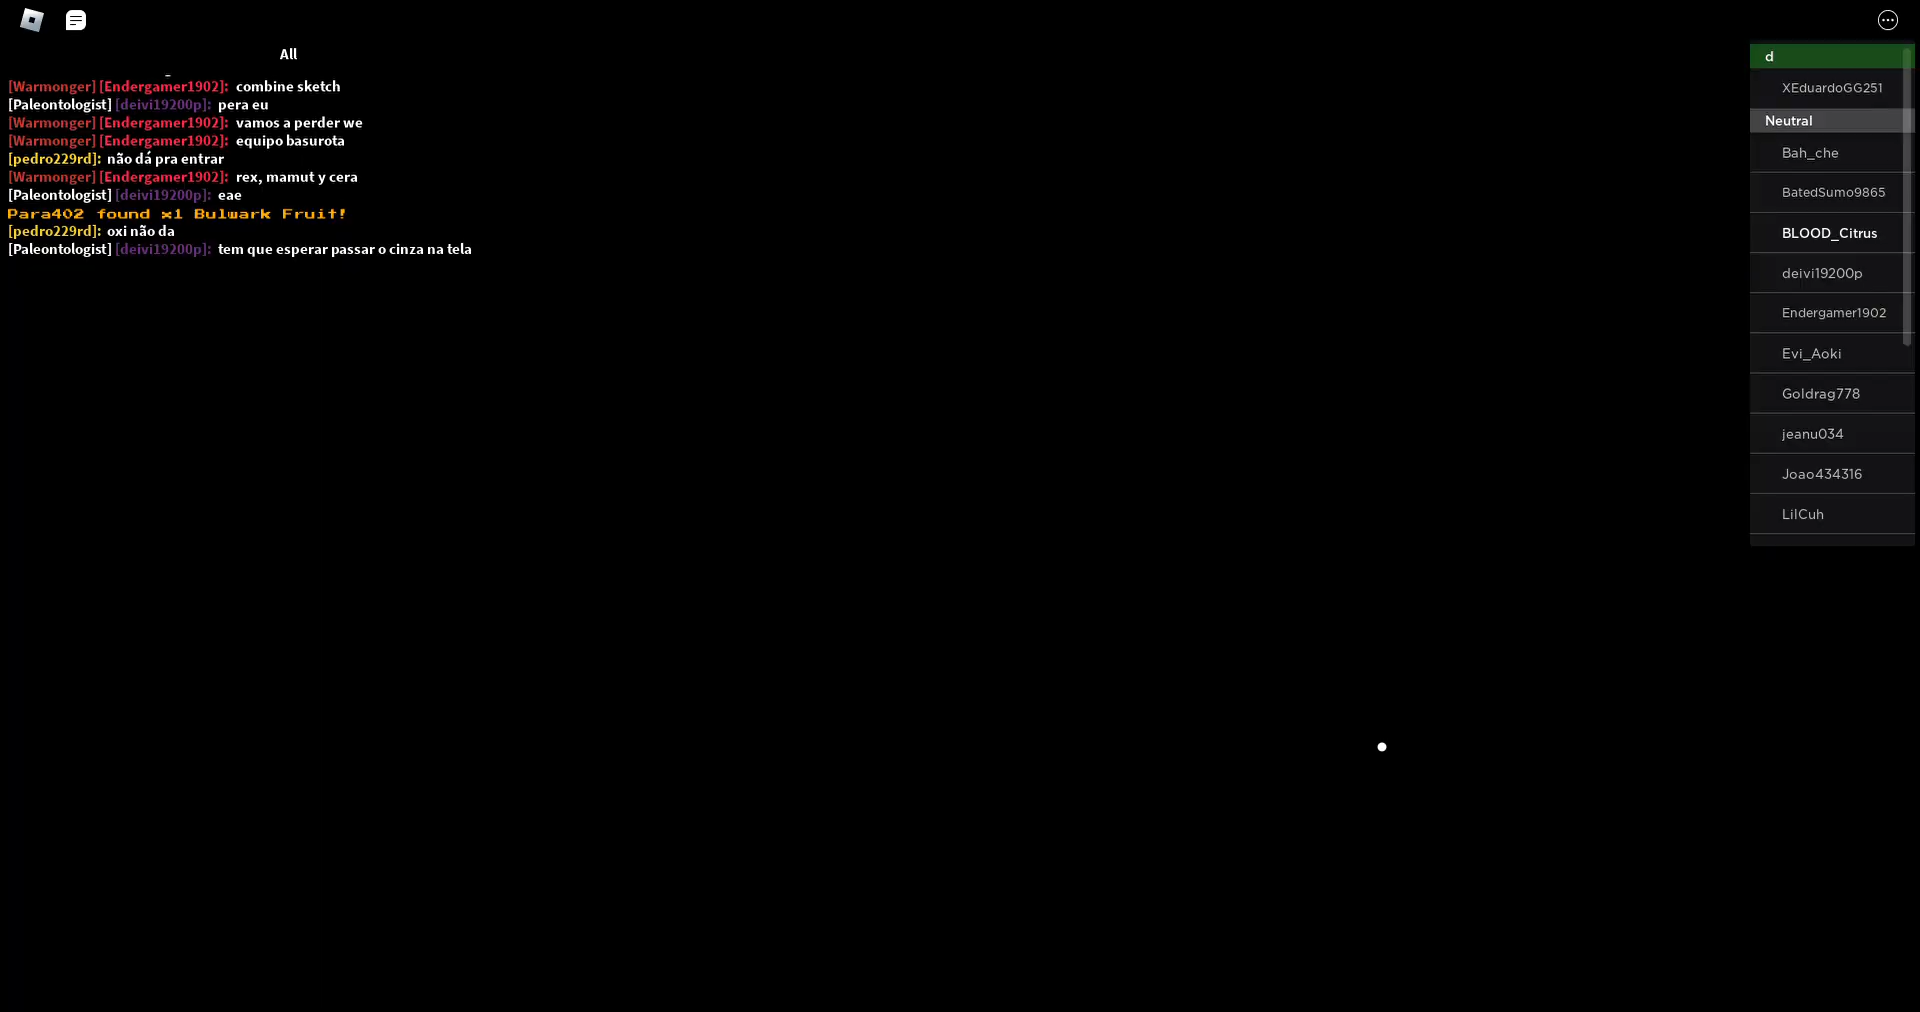 All
[Warmonger] [Endergamer1902]: combine sketch
[Paleontologist] [deivi19200p]: pera eu
[Warmonger] [Endergamer1902]: vamos a perder we
[Warmonger] [Endergamer1902]: equipo basurota
[pedro229rd]: não dá pra entrar
[Warmonger] [Endergamer1902]: rex, mamut y cera
[Paleontologist] [deivi19200p]: eae
Para402 found x1 Bulwark Fruit!
[pedro229rd]: oxi não da
[Paleontologist] [deivi19200p]: tem que esperar passar o cinza na tela
d
XEduardoGG251
Neutral
Bah_che
BatedSumo9865
BLOOD_Citrus
deivi19200p
Endergamer1902
Evi_Aoki
Goldrag778
jeanu034
Joao434316
LilCuh